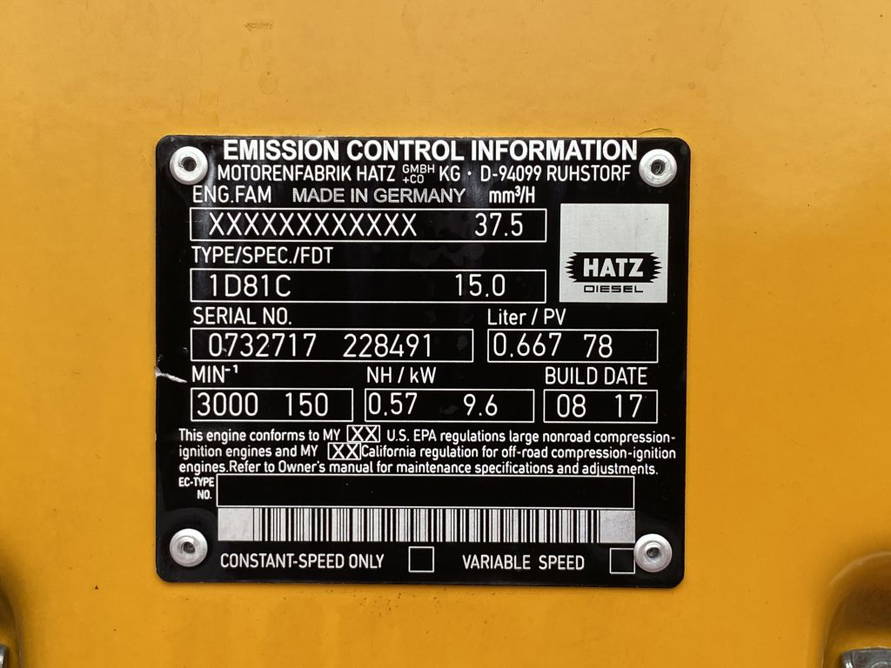 EMISSION CONTROL INFORMATION
MOTORENFABRIK HATZ GMBH +CO KG · D-94099 RUHSTORF
ENG.FAM MADE IN GERMANY mm³/H
XXXXXXXXXXXX 37.5
TYPE/SPEC./FDT
1D81C 15.0
HATZ
DIESEL
SERIAL NO. Liter / PV
0732717 228491 0.667 78
MIN⁻¹ NH / kW BUILD DATE
3000 150 0.57 9.6 08 17
This engine conforms to MY XX U.S. EPA regulations large nonroad compression-
ignition engines and MY XX California regulation for off-road compression-ignition
engines.Refer to Owner's manual for maintenance specifications and adjustments.
EC-TYPE
NO.
CONSTANT-SPEED ONLY VARIABLE SPEED